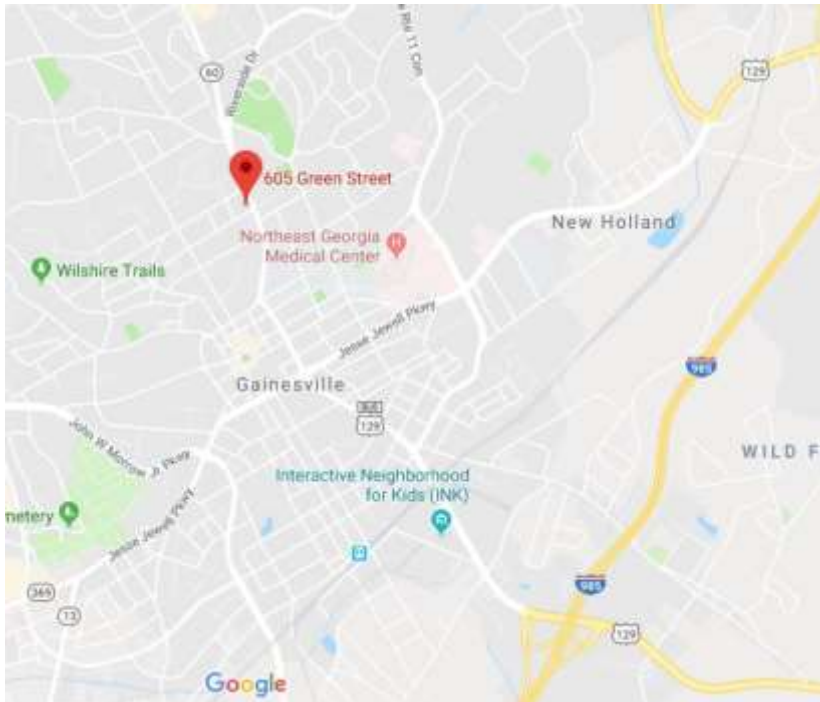 129
60
Riverside Dr
605 Green Street
New Holland
Northeast Georgia
Medical Center
Wilshire Trails
Jesse Jewell Pkwy
985
Gainesville
129
John W Morrow Jr Pkwy
WILD F
Interactive Neighborhood
for Kids (INK)
metery
Jesse Jewell Pkwy
985
369
13
129
Google